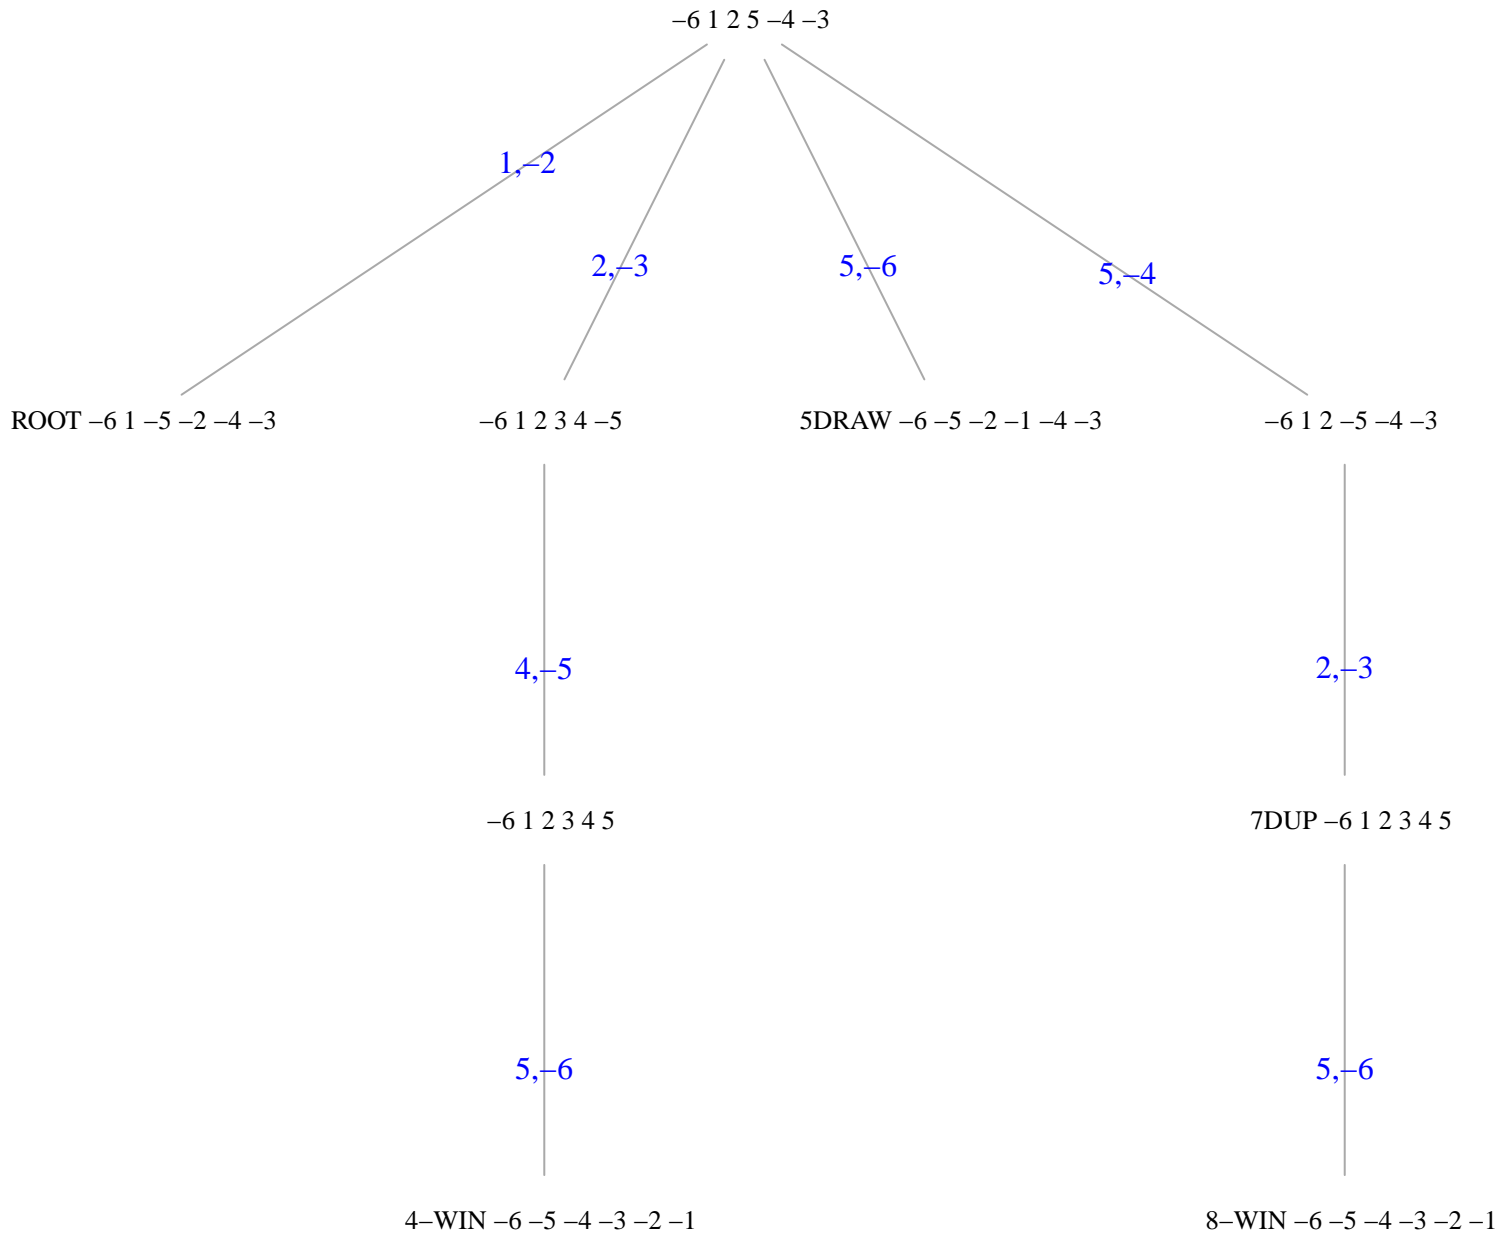 –6 1 2 5 –4 –3
1,–2
2,–3
5,–6
5,–4
ROOT –6 1 –5 –2 –4 –3
–6 1 2 3 4 –5
5DRAW –6 –5 –2 –1 –4 –3
–6 1 2 –5 –4 –3
4,–5
2,–3
–6 1 2 3 4 5
7DUP –6 1 2 3 4 5
5,–6
5,–6
4–WIN –6 –5 –4 –3 –2 –1
8–WIN –6 –5 –4 –3 –2 –1